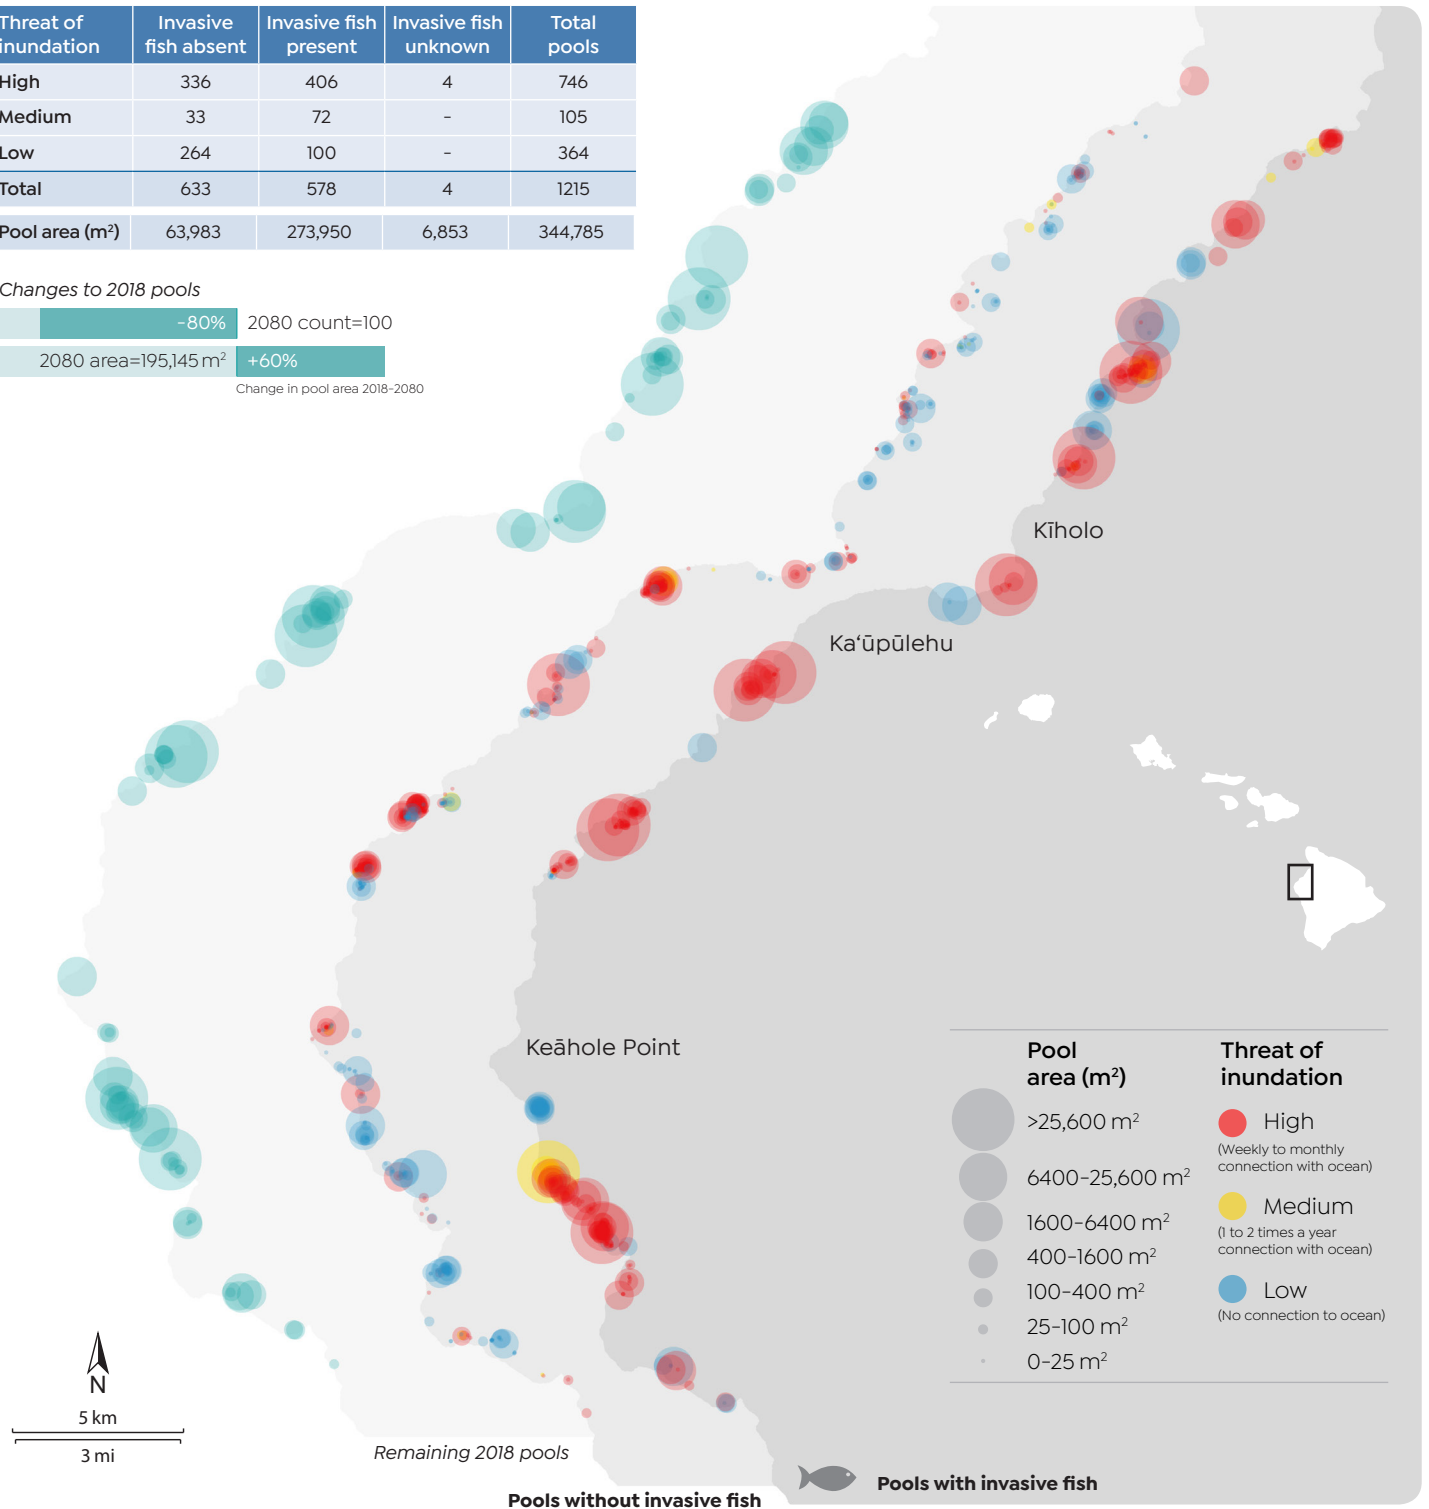 Threat of inundation | Invasive fish absent | Invasive fish present | Invasive fish unknown | Total pools
High 336 406 4 746
Medium 33 72 - 105
Low 264 100 - 364
Total 633 578 4 1215
Pool area (m²) 63,983 273,950 6,853 344,785
Changes to 2018 pools
-80% 2080 count=100
2080 area=195,145 m² +60%
Change in pool area 2018-2080
Kīholo
Ka‘ūpūlehu
Keāhole Point
Pool
area (m²)
>25,600 m²
6400-25,600 m²
1600-6400 m²
400-1600 m²
100-400 m²
25-100 m²
0-25 m²
Threat of
inundation
High
(Weekly to monthly
connection with ocean)
Medium
(1 to 2 times a year
connection with ocean)
Low
(No connection to ocean)
N
5 km
3 mi
Remaining 2018 pools
Pools without invasive fish
Pools with invasive fish